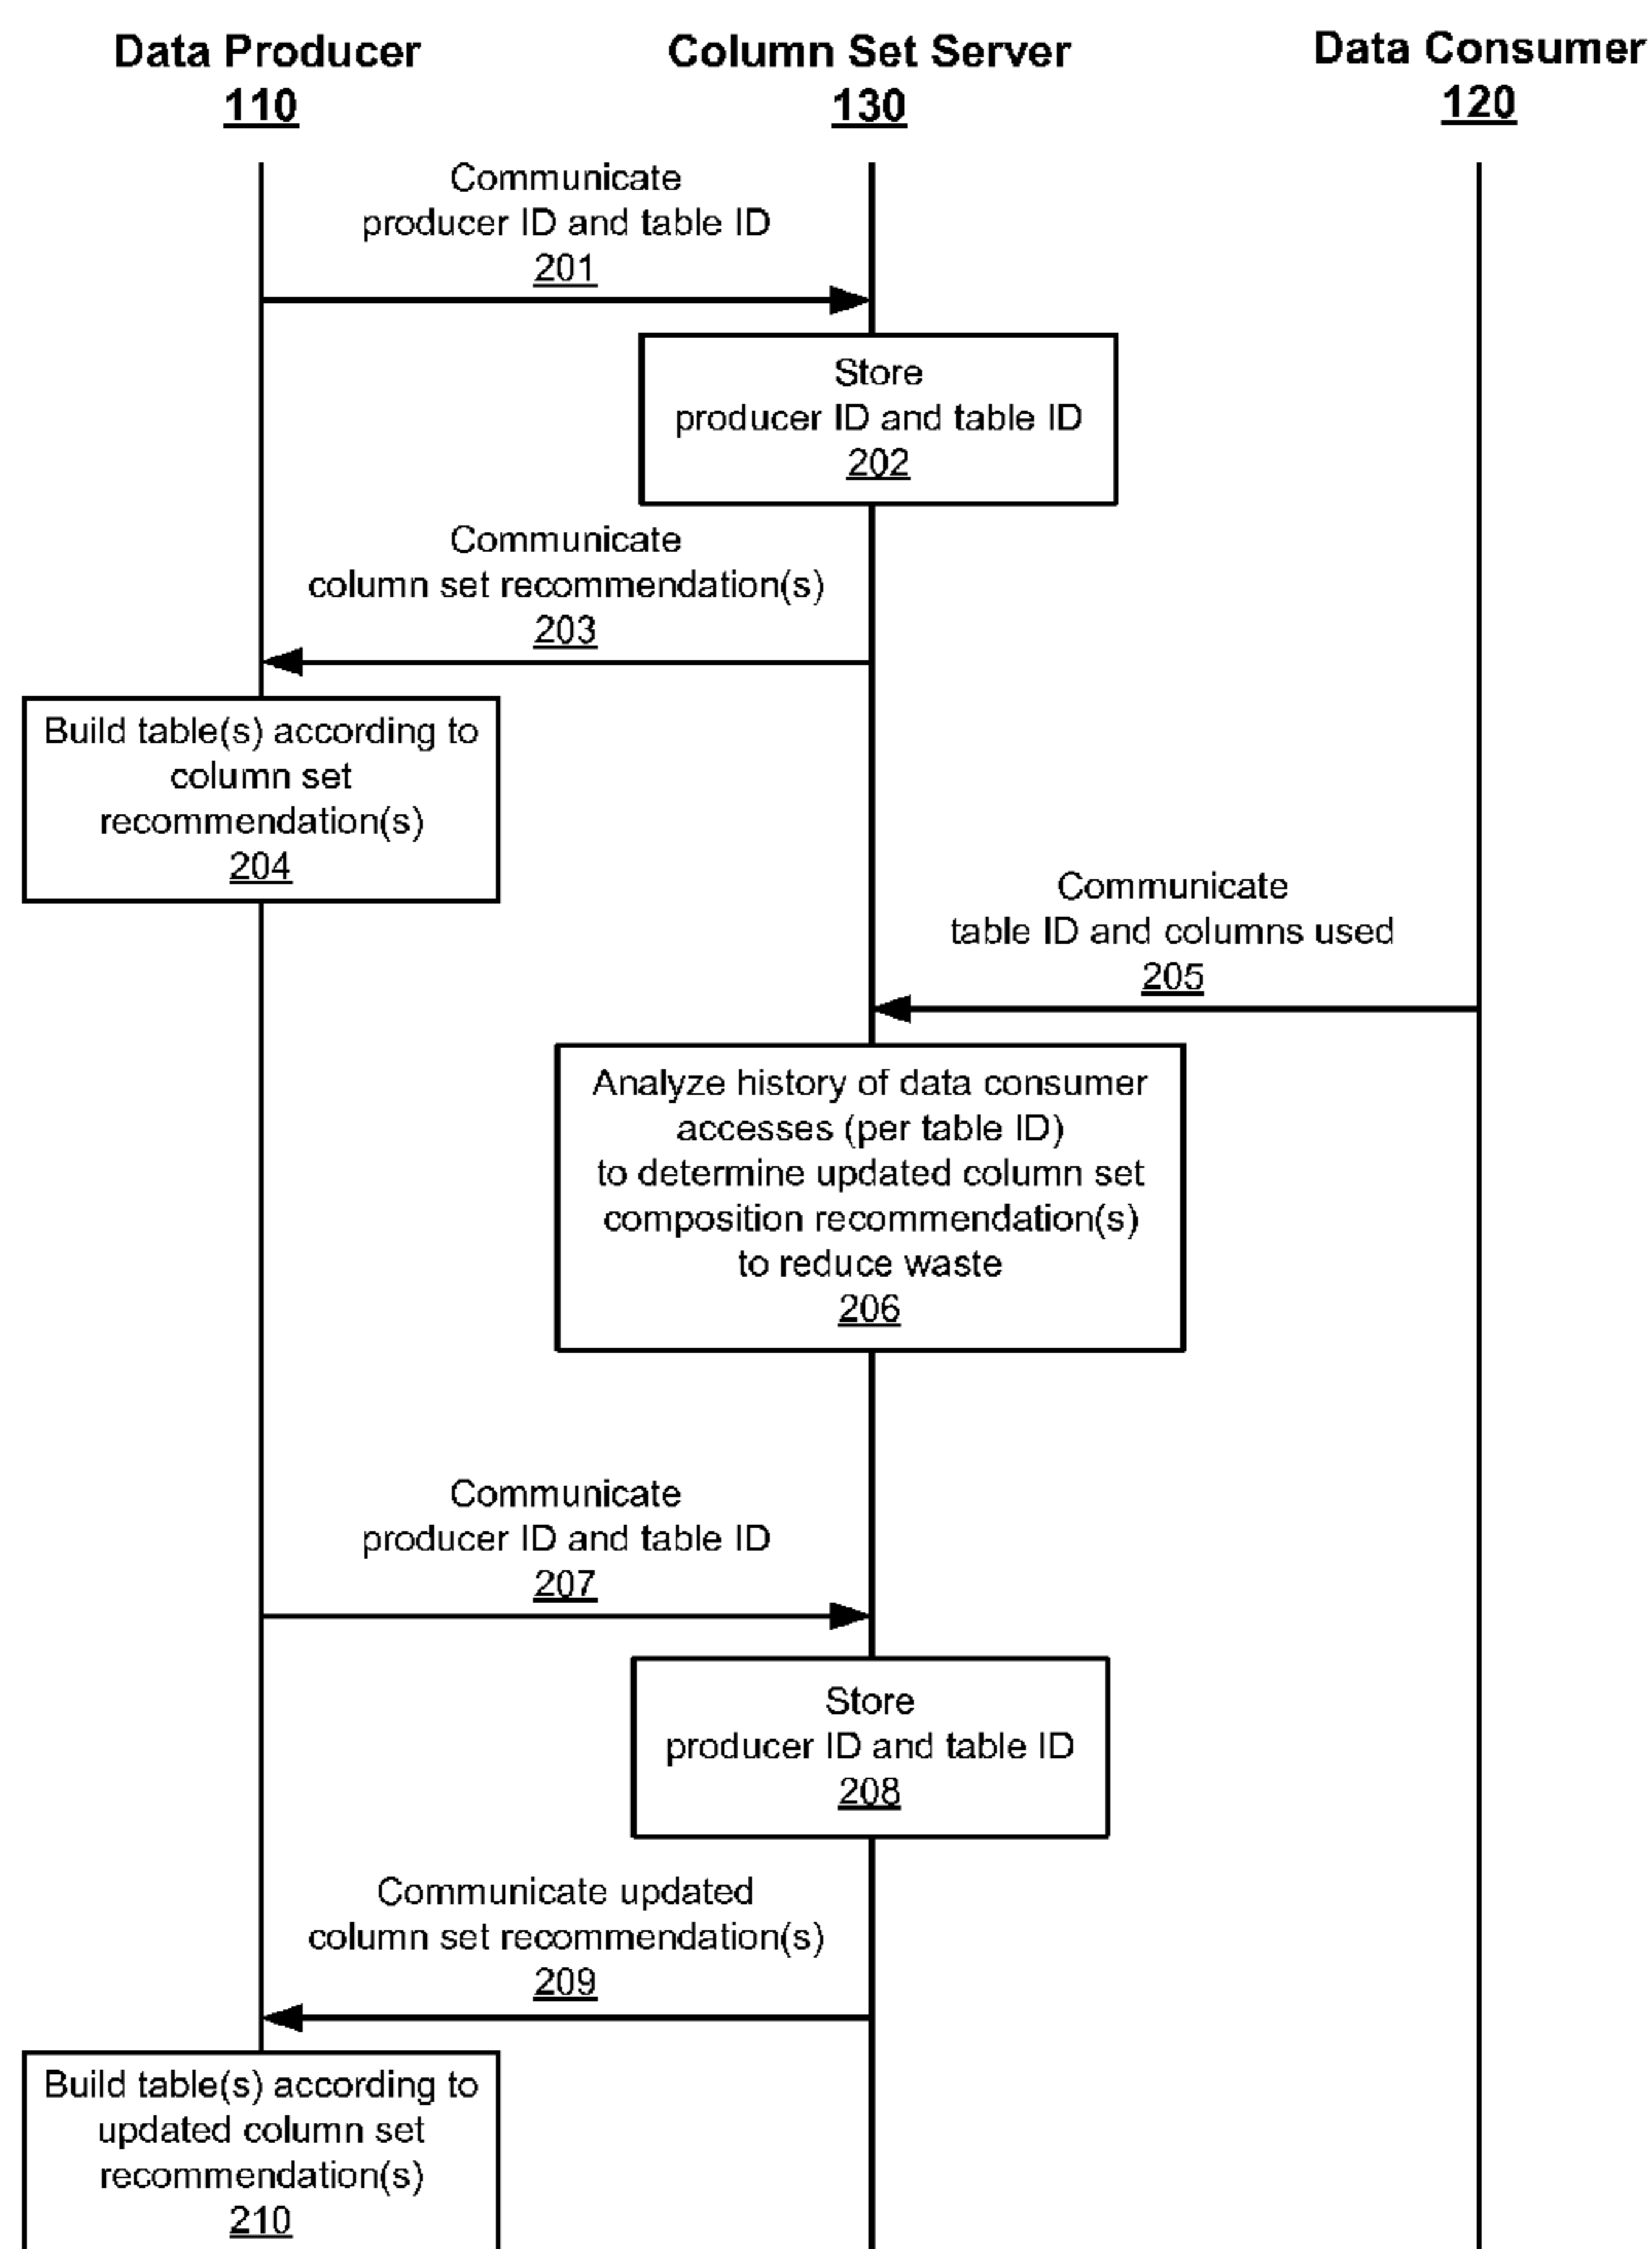 Data Producer
110
Column Set Server
130
Data Consumer
120
Communicate
producer ID and table ID
201
Store
producer ID and table ID
202
Communicate
column set recommendation(s)
203
Build table(s) according to
column set
recommendation(s)
204
Communicate
table ID and columns used
205
Analyze history of data consumer
accesses (per table ID)
to determine updated column set
composition recommendation(s)
to reduce waste
206
Communicate
producer ID and table ID
207
Store
producer ID and table ID
208
Communicate updated
column set recommendation(s)
209
Build table(s) according to
updated column set
recommendation(s)
210